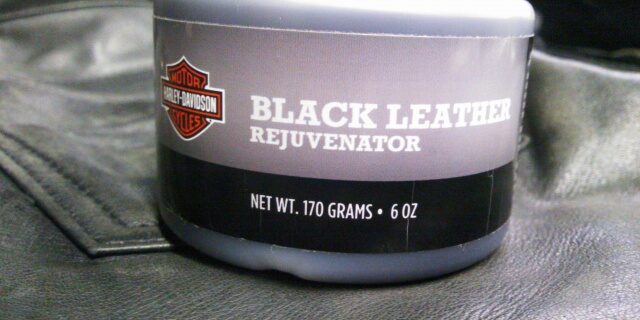 MOTOR
HARLEY-DAVIDSON
CYCLES
BLACK LEATHER
REJUVENATOR
NET WT. 170 GRAMS • 6 OZ